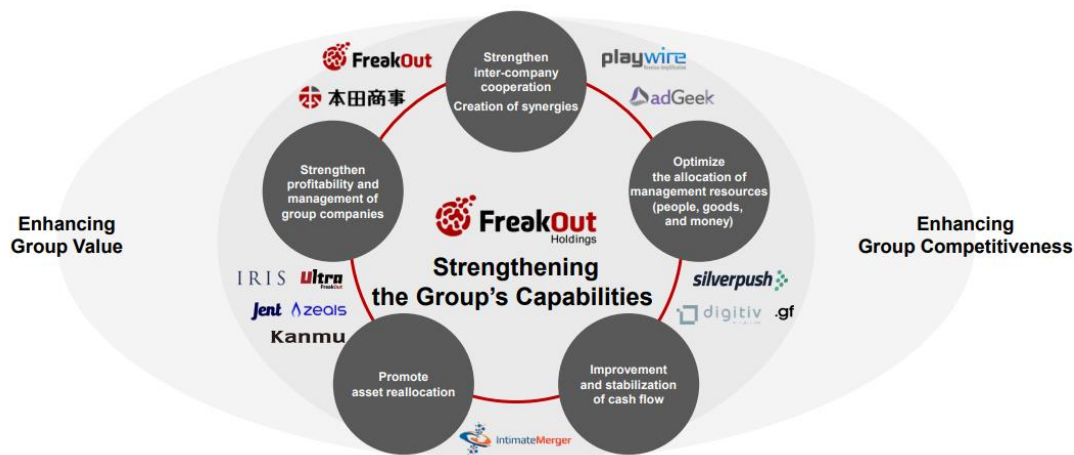 FreakOut
本田商事
Strengthen
inter-company
cooperation
Creation of synergies
playwire
adGeek
Strengthen
profitability and
management of
group companies
Optimize
the allocation of
management resources
(people, goods,
and money)
Enhancing
Group Value
FreakOut
Holdings
Strengthening
the Group's Capabilities
Enhancing
Group Competitiveness
IRIS Ultra
FreakOut
Jent zeals
Kanmu
silverpush
digitiv .gf
Promote
asset reallocation
Improvement
and stabilization
of cash flow
IntimateMerger